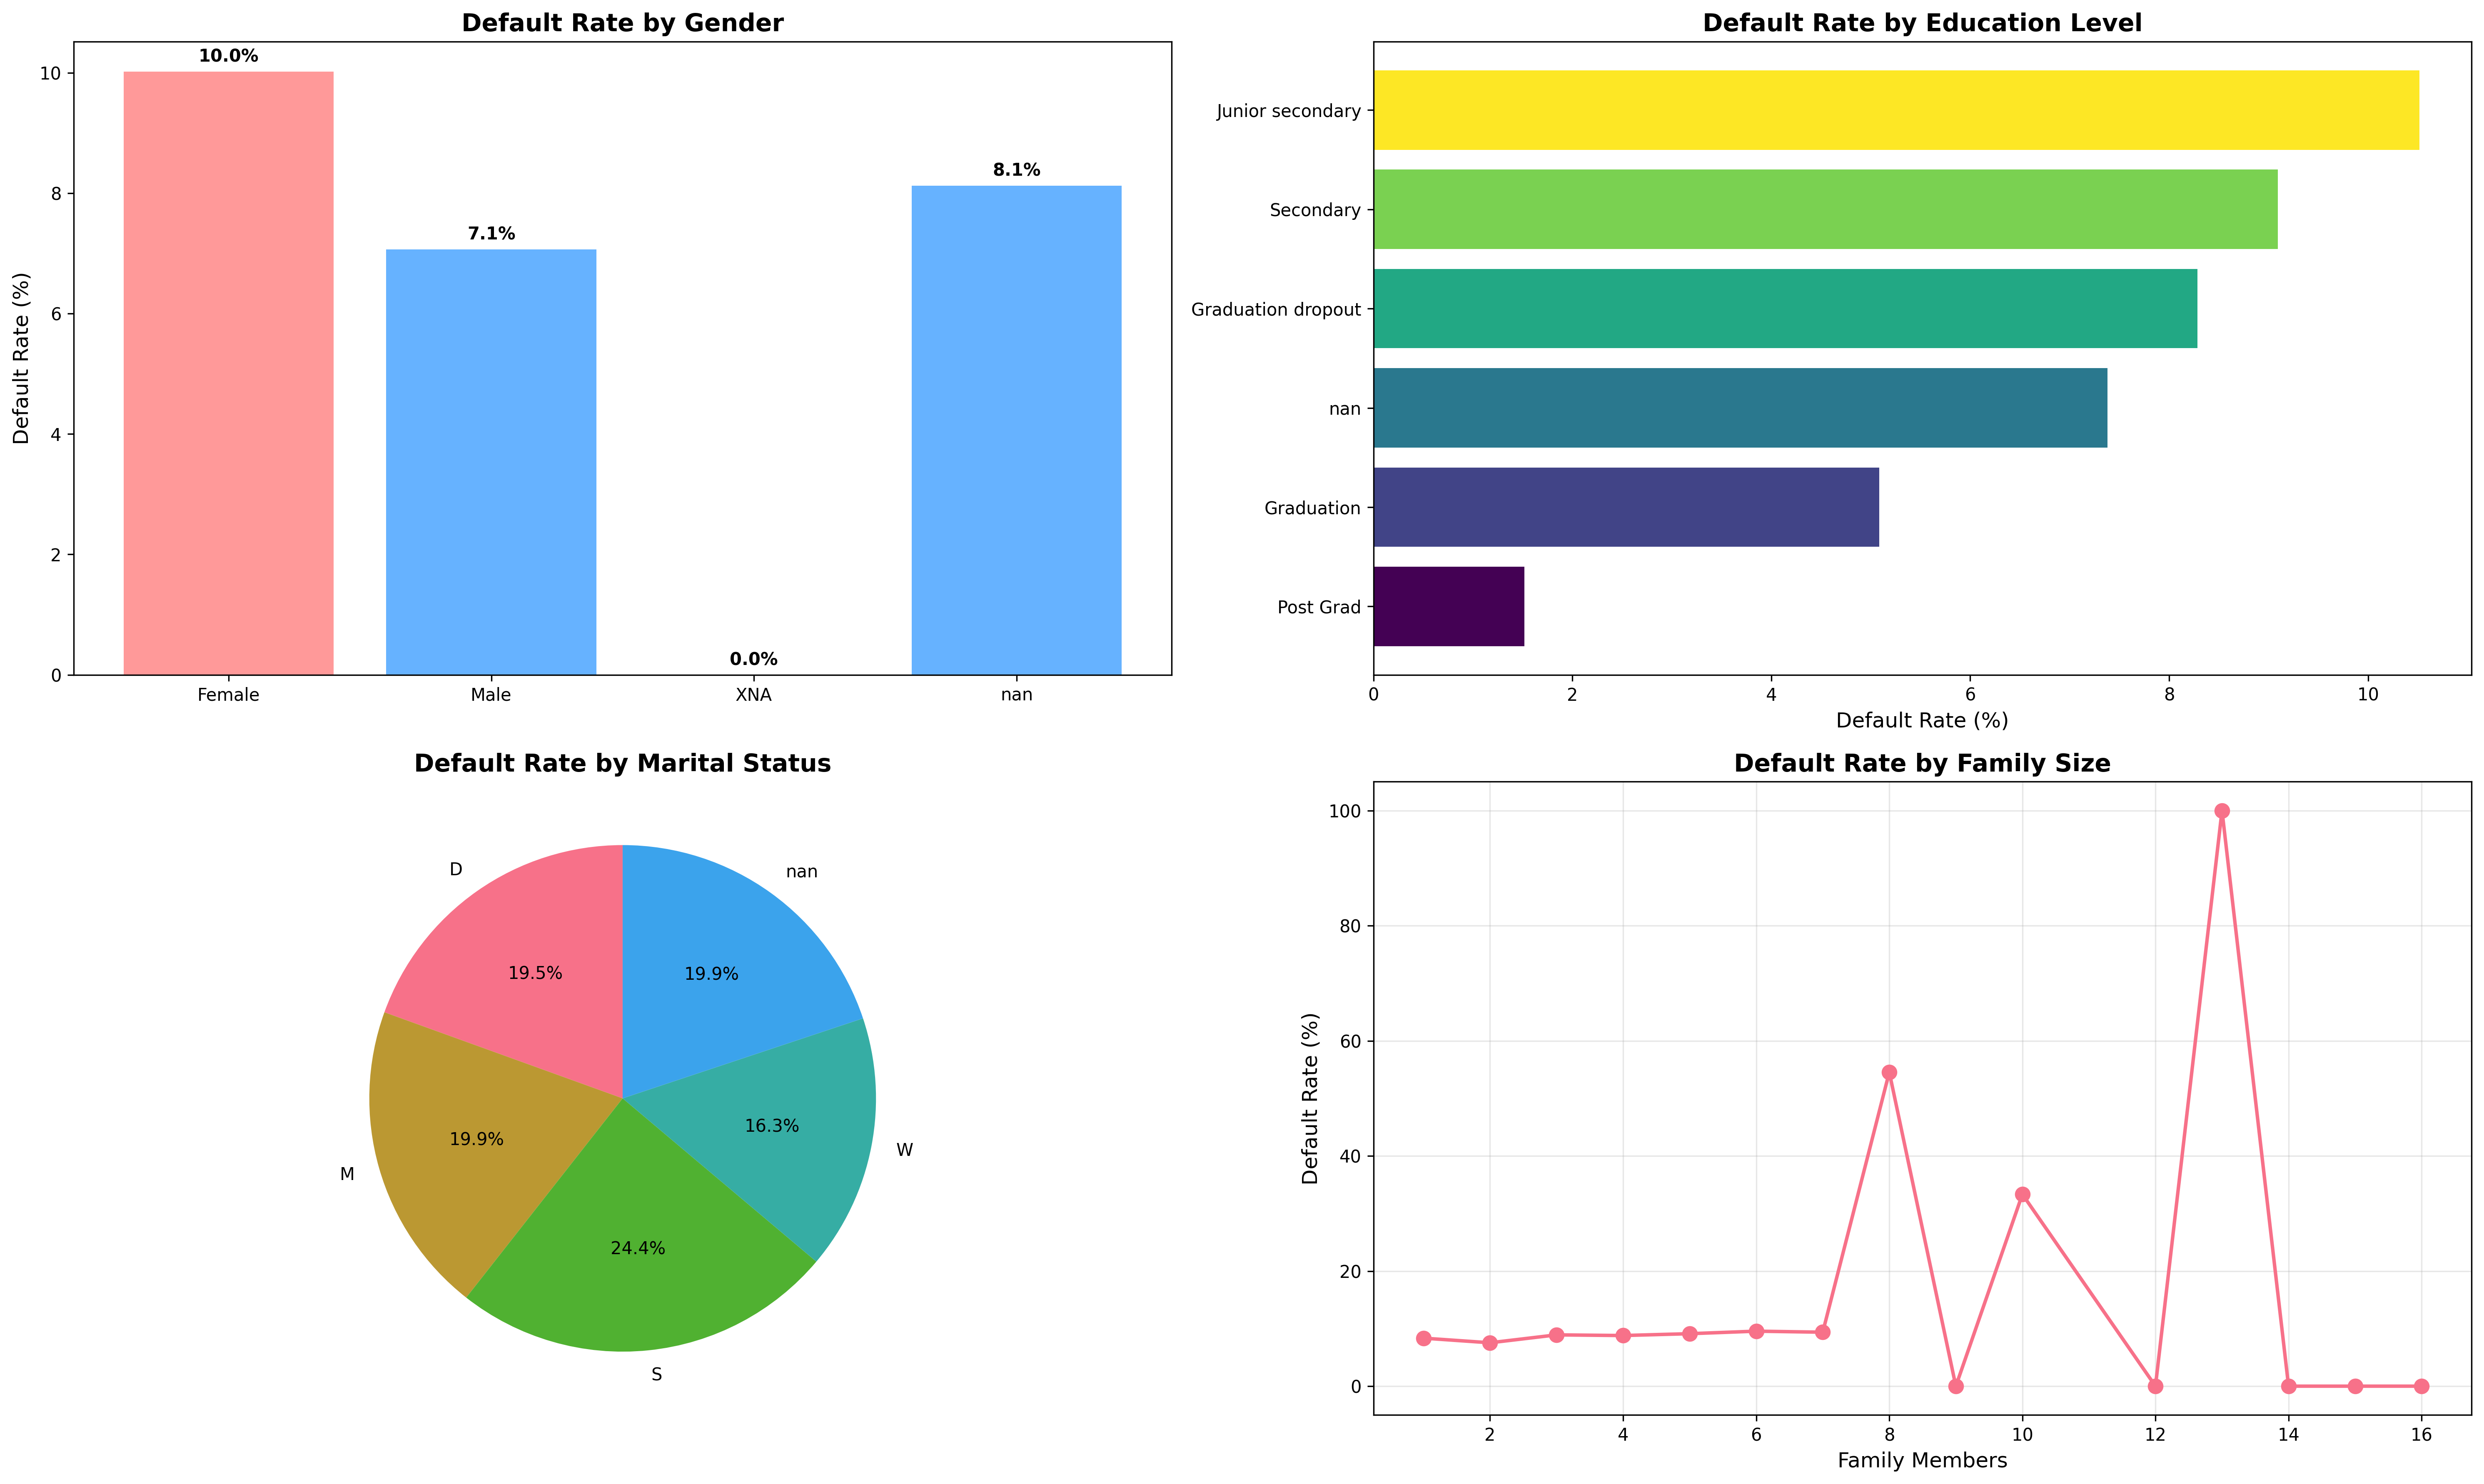 Default Rate by Gender
Default Rate (%)
10
8
6
4
2
0
10.0%
7.1%
0.0%
8.1%
Female
Male
XNA
nan
Default Rate by Education Level
Junior secondary
Secondary
Graduation dropout
nan
Graduation
Post Grad
0
2
4
6
8
10
Default Rate (%)
Default Rate by Marital Status
D
nan
19.5%
19.9%
M
19.9%
W
16.3%
24.4%
S
Default Rate by Family Size
Default Rate (%)
100
80
60
40
20
0
2
4
6
8
10
12
14
16
Family Members